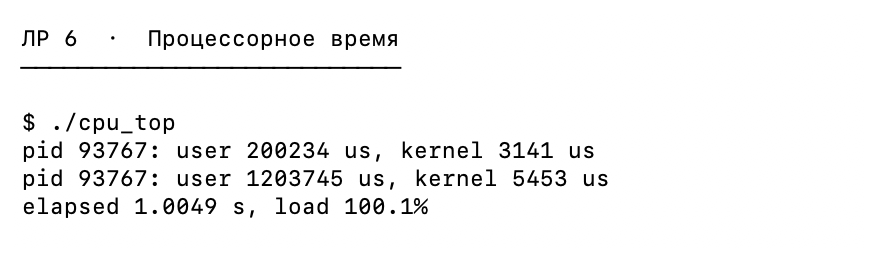 ЛР 6  ·  Процессорное время
$ ./cpu_top
pid 93767: user 200234 us, kernel 3141 us
pid 93767: user 1203745 us, kernel 5453 us
elapsed 1.0049 s, load 100.1%